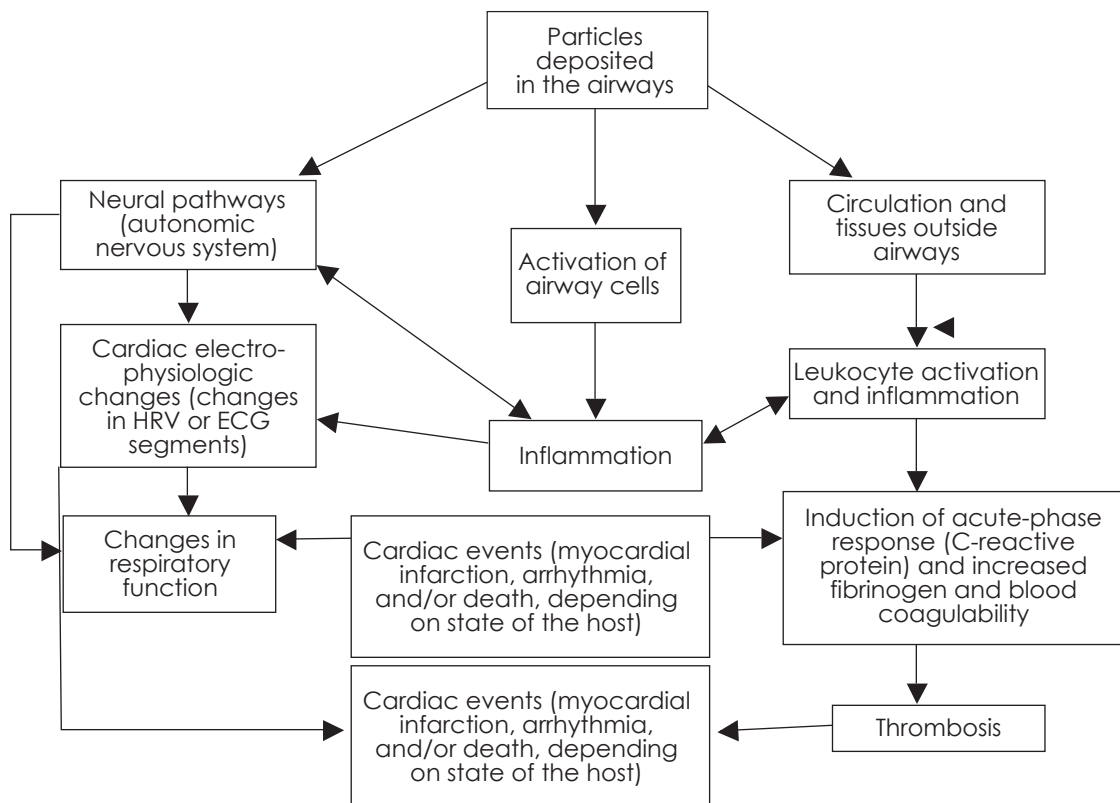 Particles
deposited
in the airways
Neural pathways
(autonomic
nervous system)
Activation of
airway cells
Circulation and
tissues outside
airways
Cardiac electro-
physiologic
changes (changes
in HRV or ECG
segments)
Inflammation
Leukocyte activation
and inflammation
Changes in
respiratory
function
Cardiac events (myocardial
infarction, arrhythmia,
and/or death, depending
on state of the host)
Induction of acute-phase
response (C-reactive
protein) and increased
fibrinogen and blood
coagulability
Cardiac events (myocardial
infarction, arrhythmia,
and/or death, depending
on state of the host)
Thrombosis